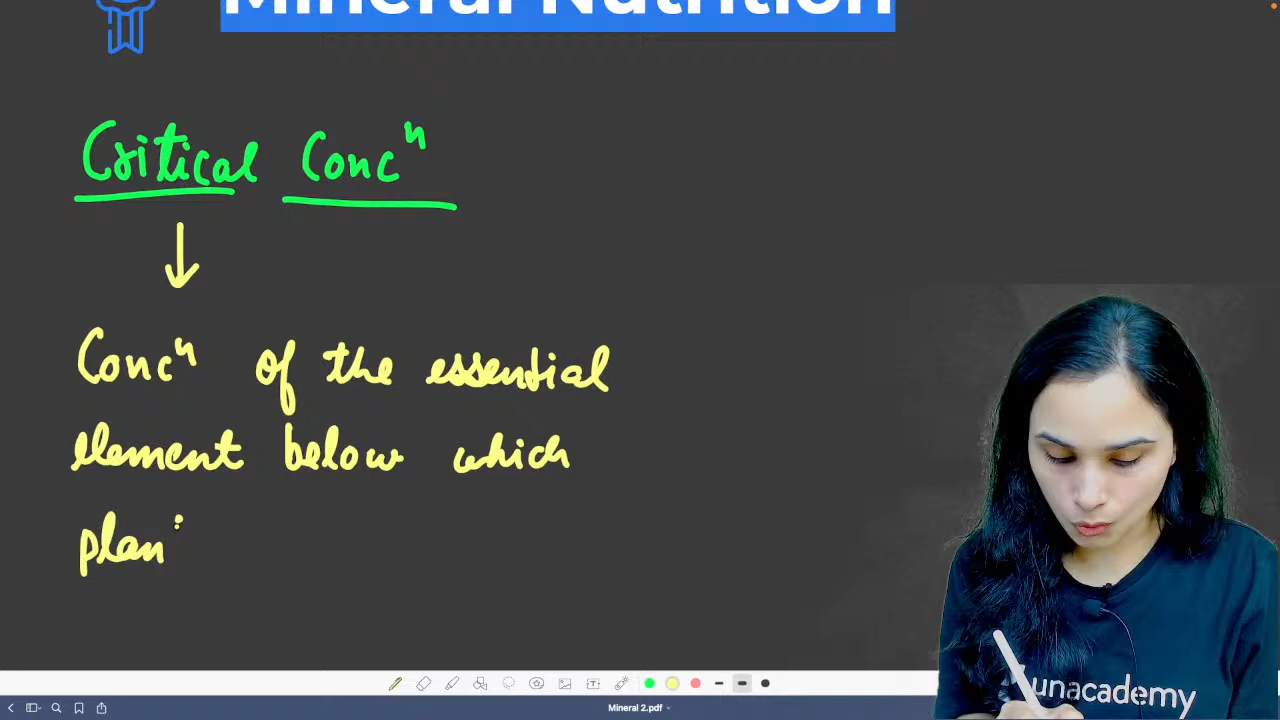 Mineral Nutrition
Critical Concⁿ
↓
Concⁿ of the essential
element below which
plan
unacademy
Mineral 2.pdf